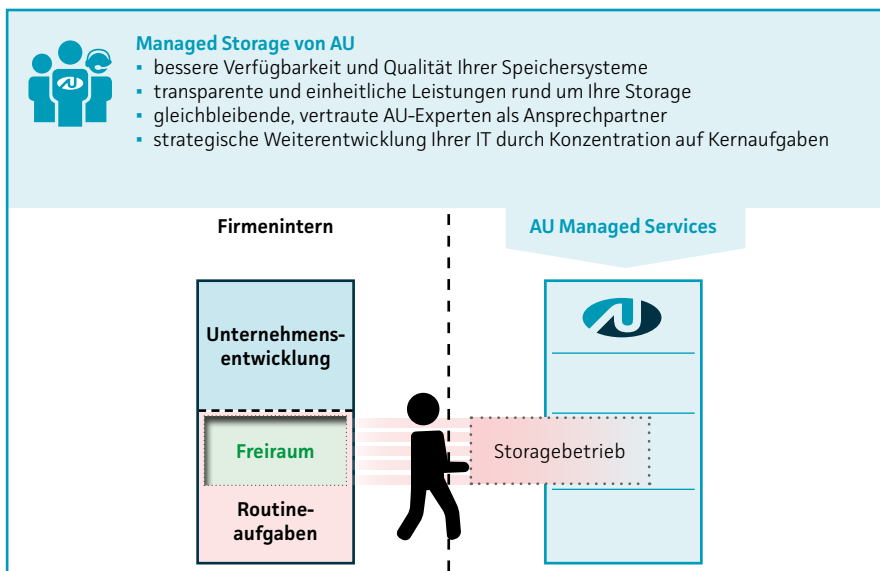 Managed Storage von AU
▪ bessere Verfügbarkeit und Qualität Ihrer Speichersysteme
▪ transparente und einheitliche Leistungen rund um Ihre Storage
▪ gleichbleibende, vertraute AU-Experten als Ansprechpartner
▪ strategische Weiterentwicklung Ihrer IT durch Konzentration auf Kernaufgaben
Firmenintern
AU Managed Services
Unternehmens-
entwicklung
Freiraum
Storagebetrieb
Routine-
aufgaben